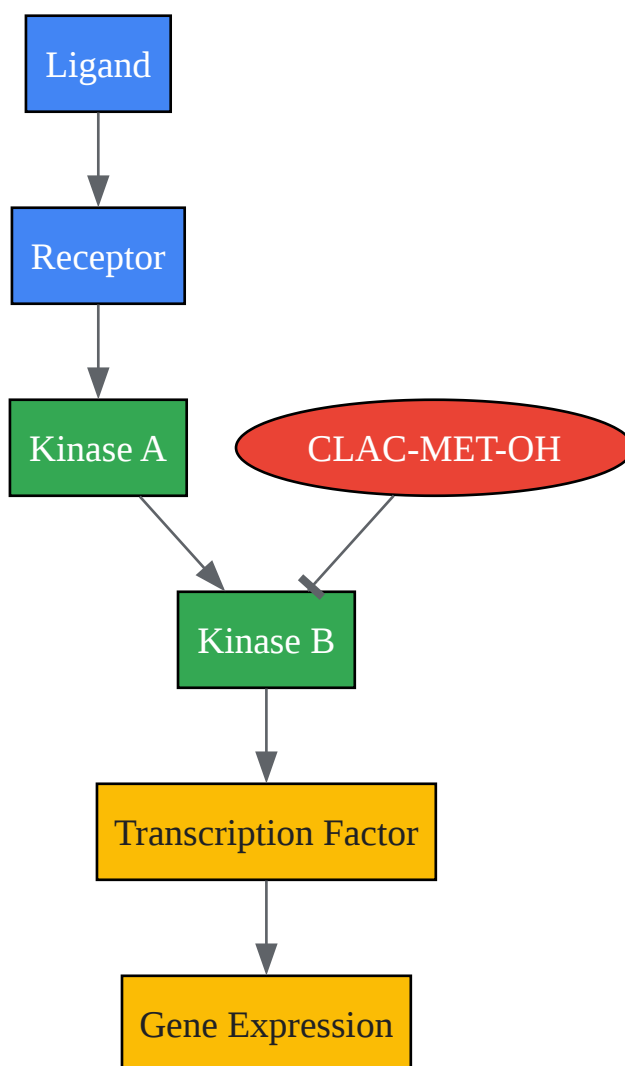 Ligand
Receptor
Kinase A
CLAC-MET-OH
Kinase B
Transcription Factor
Gene Expression